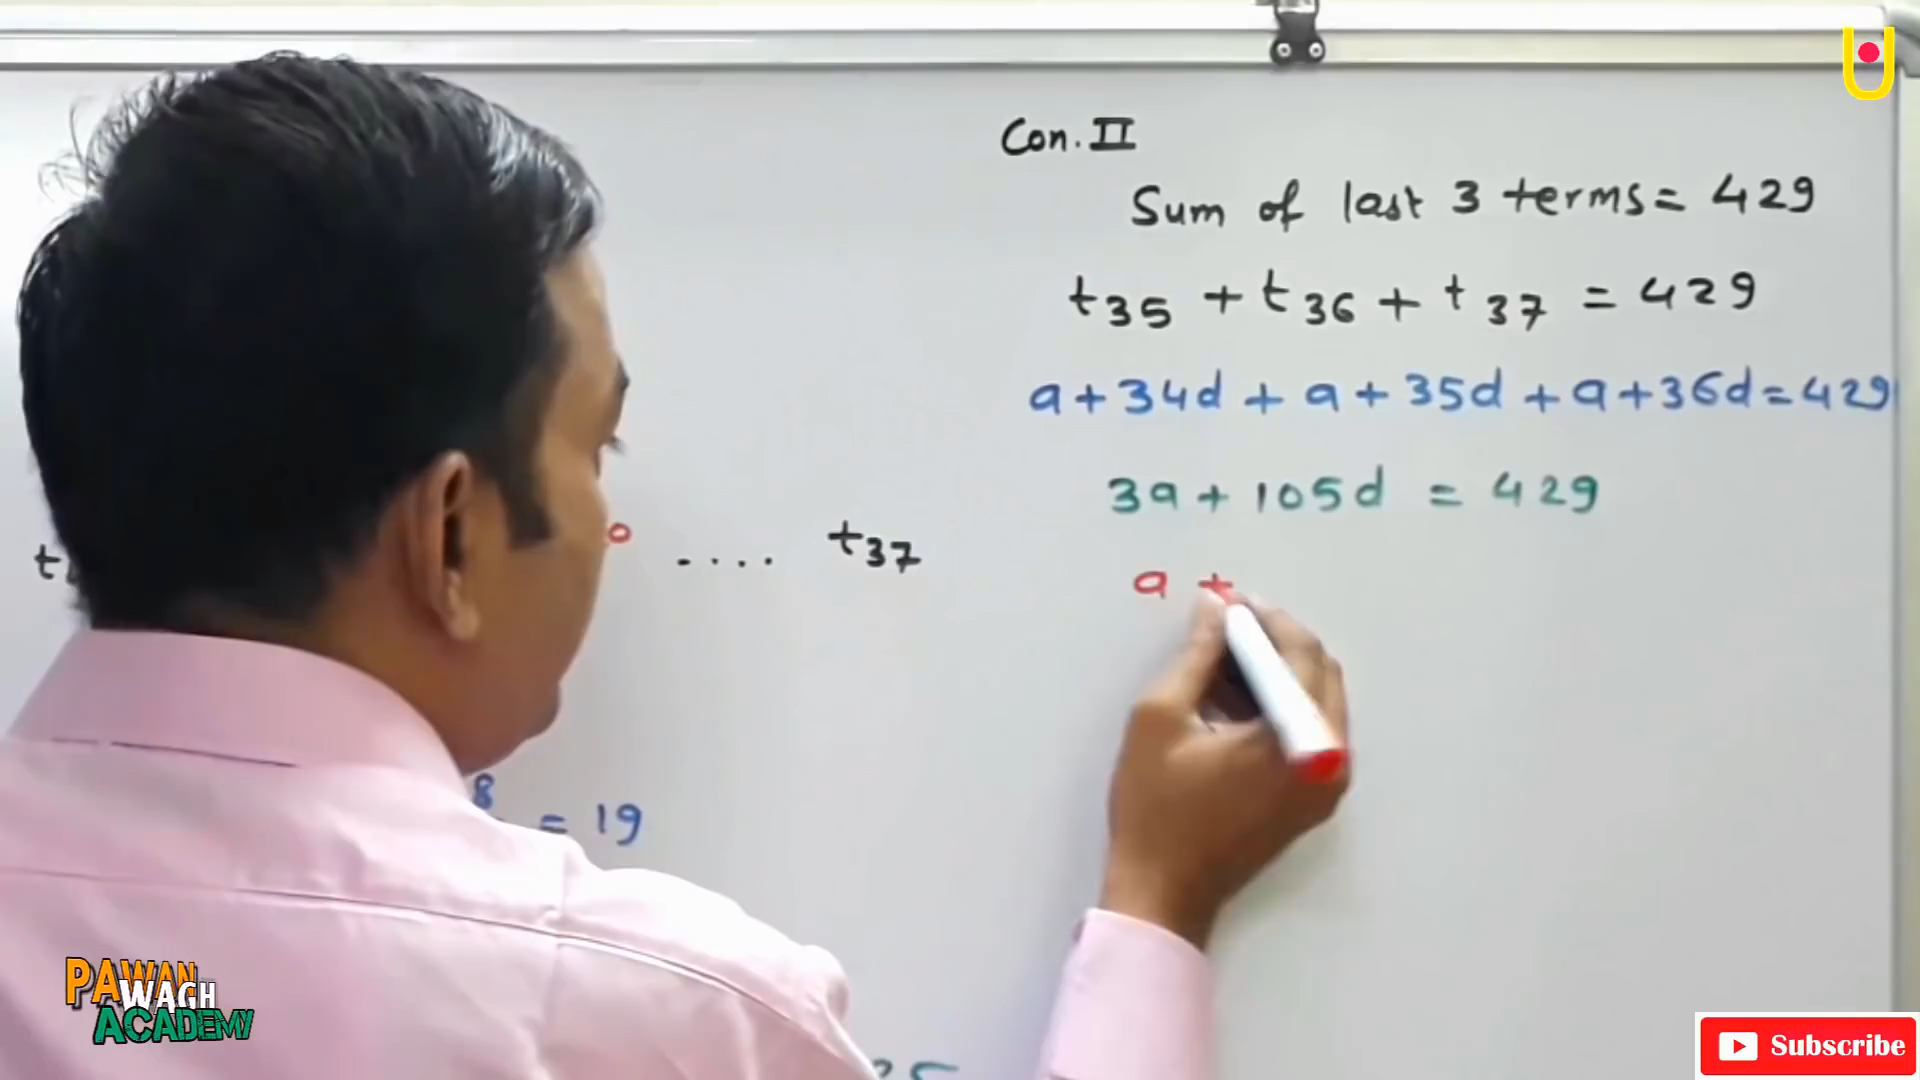 Con. II
Sum of last 3 terms = 429
t35 + t36 + t37 = 429
a + 34d + a + 35d + a + 36d = 429
3a + 105d = 429
a +
t .... t37
8
= 19
PAWAN
WAGH
ACADEMY
Subscribe